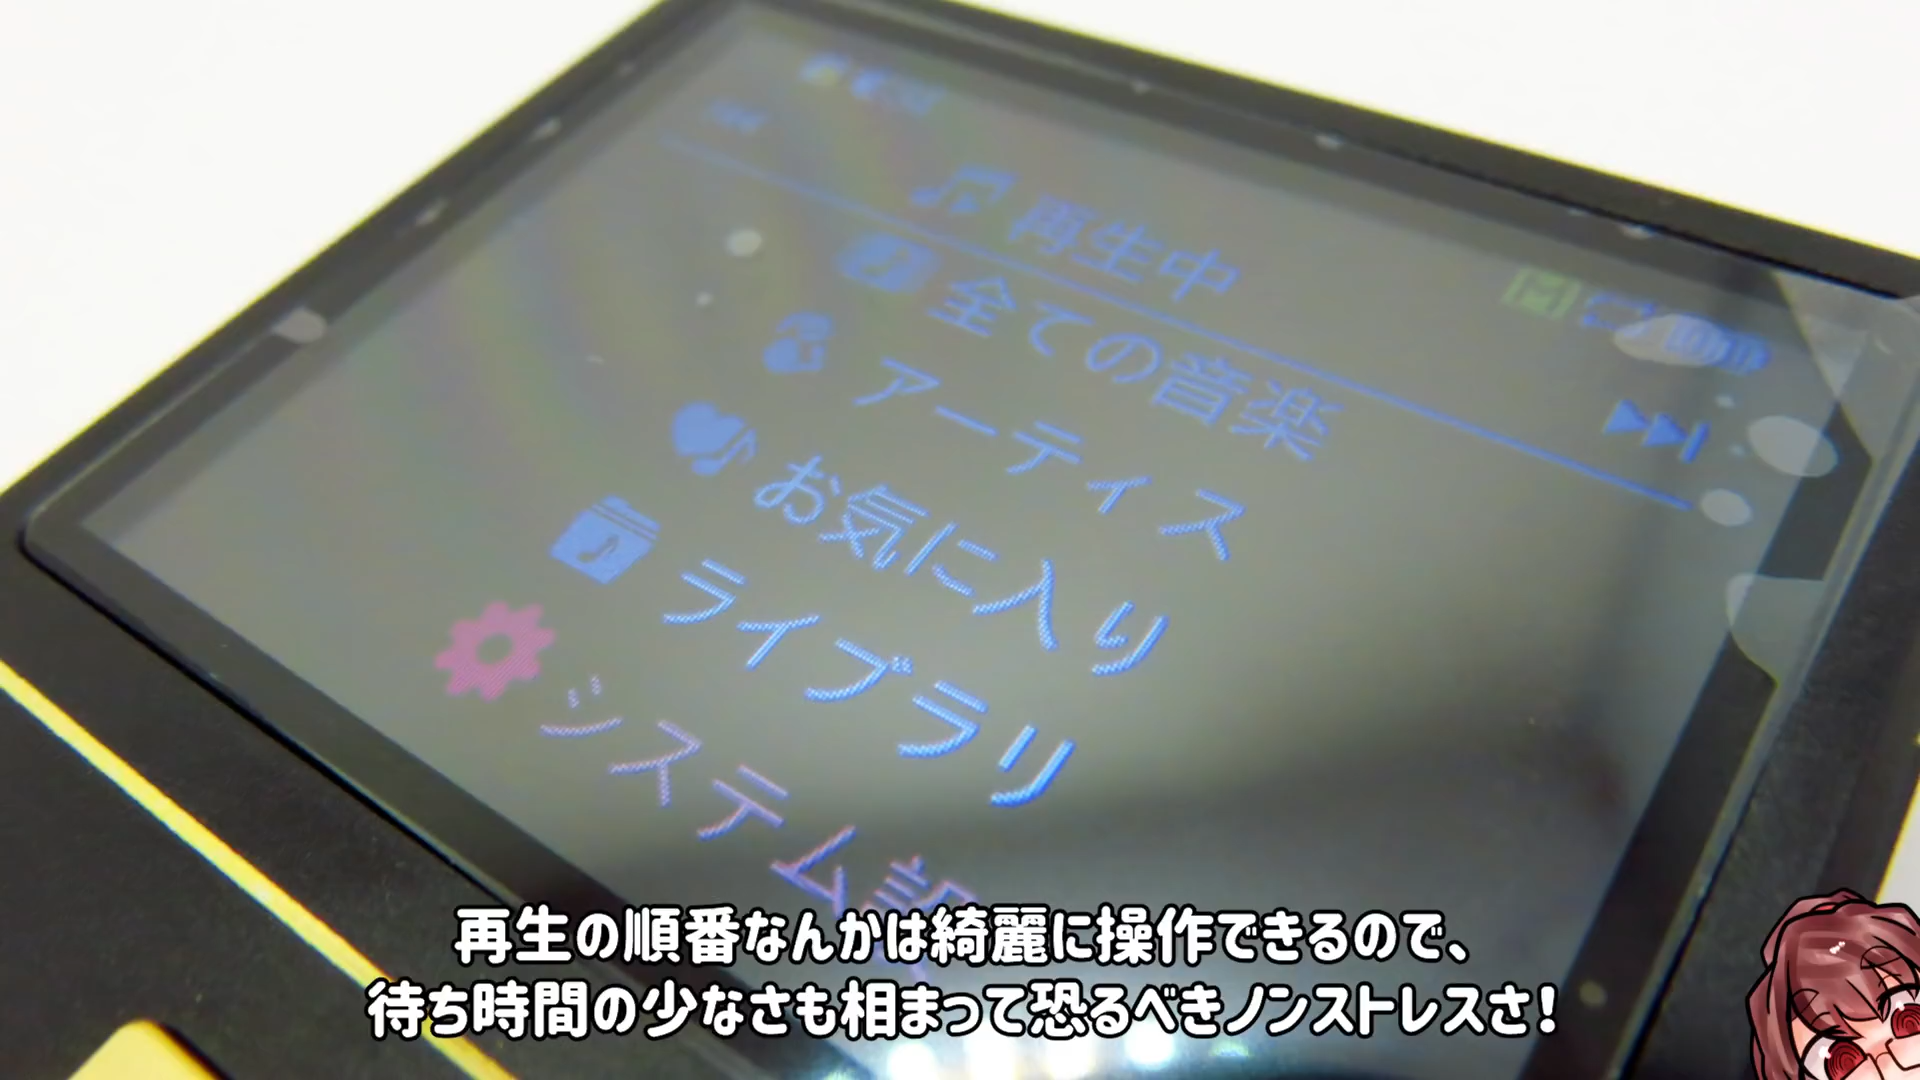 再生中
全ての音楽
アーティス
お気に入り
ライブラリ
システム設
再生の順番なんかは綺麗に操作できるので、
待ち時間の少なさも相まって恐るべきノンストレスさ！